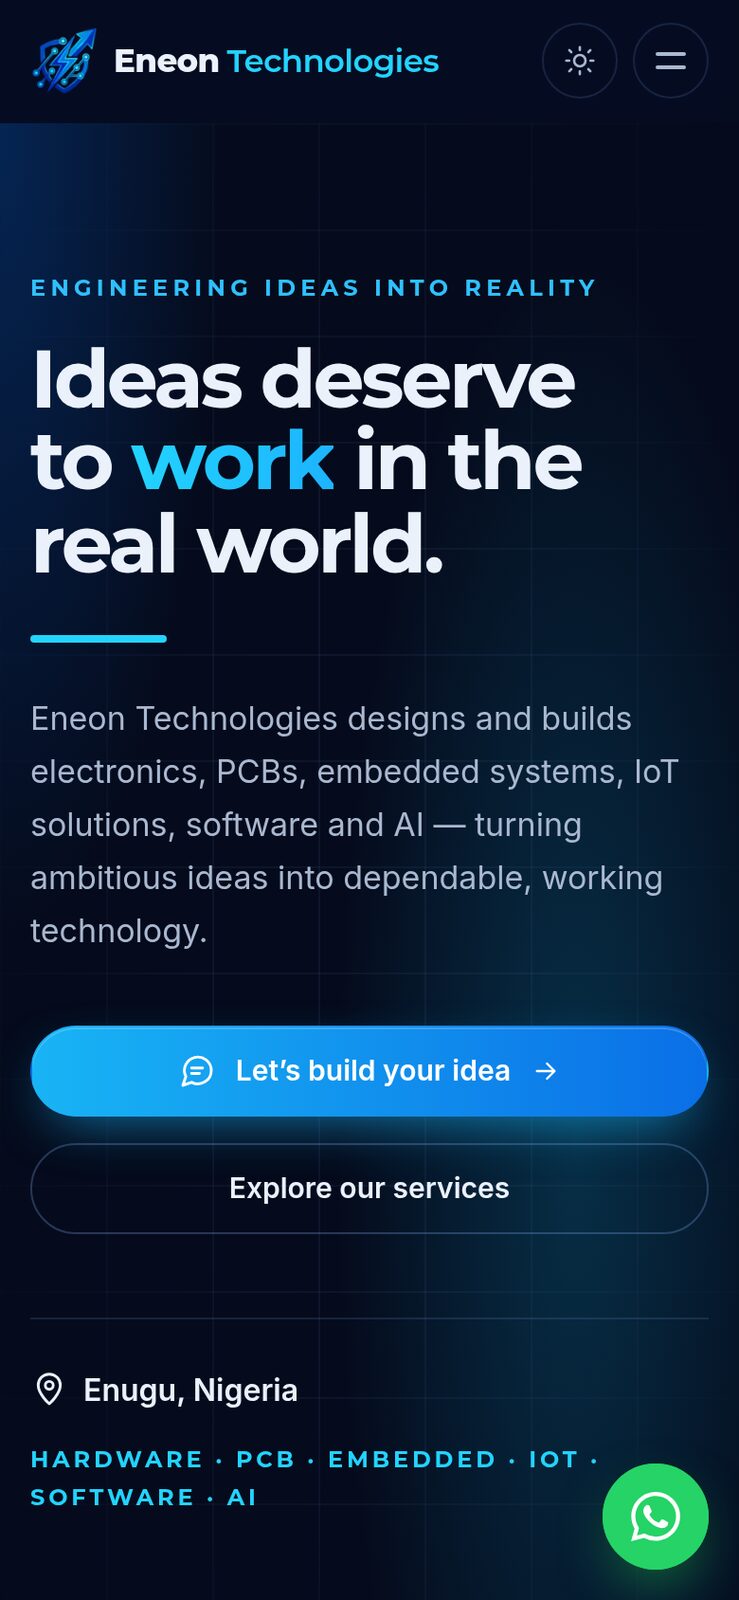 Eneon Technologies
ENGINEERING IDEAS INTO REALITY
Ideas deserve
to work in the
real world.
Eneon Technologies designs and builds
electronics, PCBs, embedded systems, IoT
solutions, software and AI — turning
ambitious ideas into dependable, working
technology.
Let’s build your idea →
Explore our services
Enugu, Nigeria
HARDWARE · PCB · EMBEDDED · IOT ·
SOFTWARE · AI